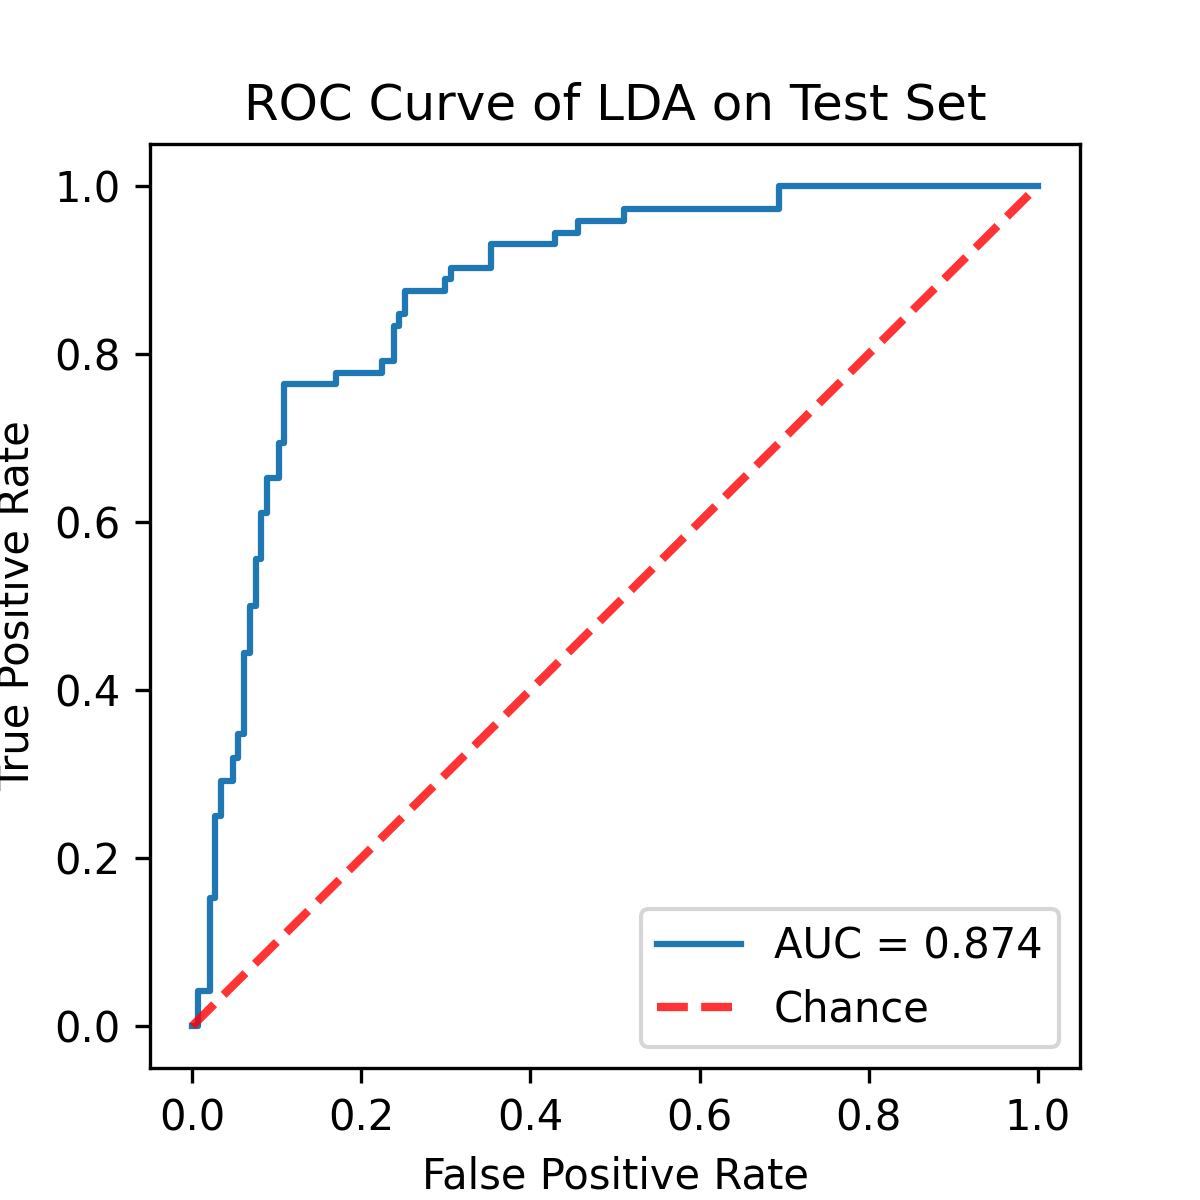 ROC Curve of LDA on Test Set
True Positive Rate
1.0
0.8
0.6
0.4
0.2
0.0
AUC = 0.874
Chance
0.0 0.2 0.4 0.6 0.8 1.0
False Positive Rate